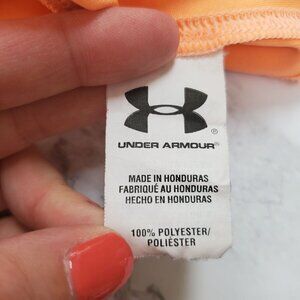 UNDER ARMOUR®
MADE IN HONDURAS
FABRIQUÉ AU HONDURAS
HECHO EN HONDURAS
100% POLYESTER/
POLIÉSTER